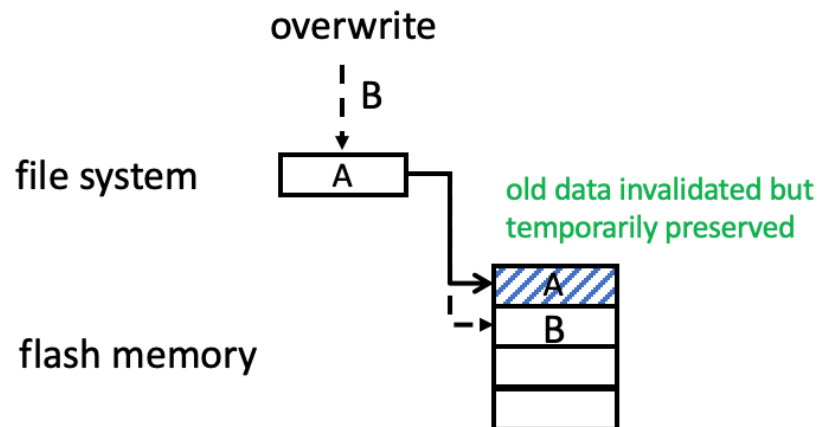 overwrite
B
file system
A
old data invalidated but
temporarily preserved
A
B
flash memory